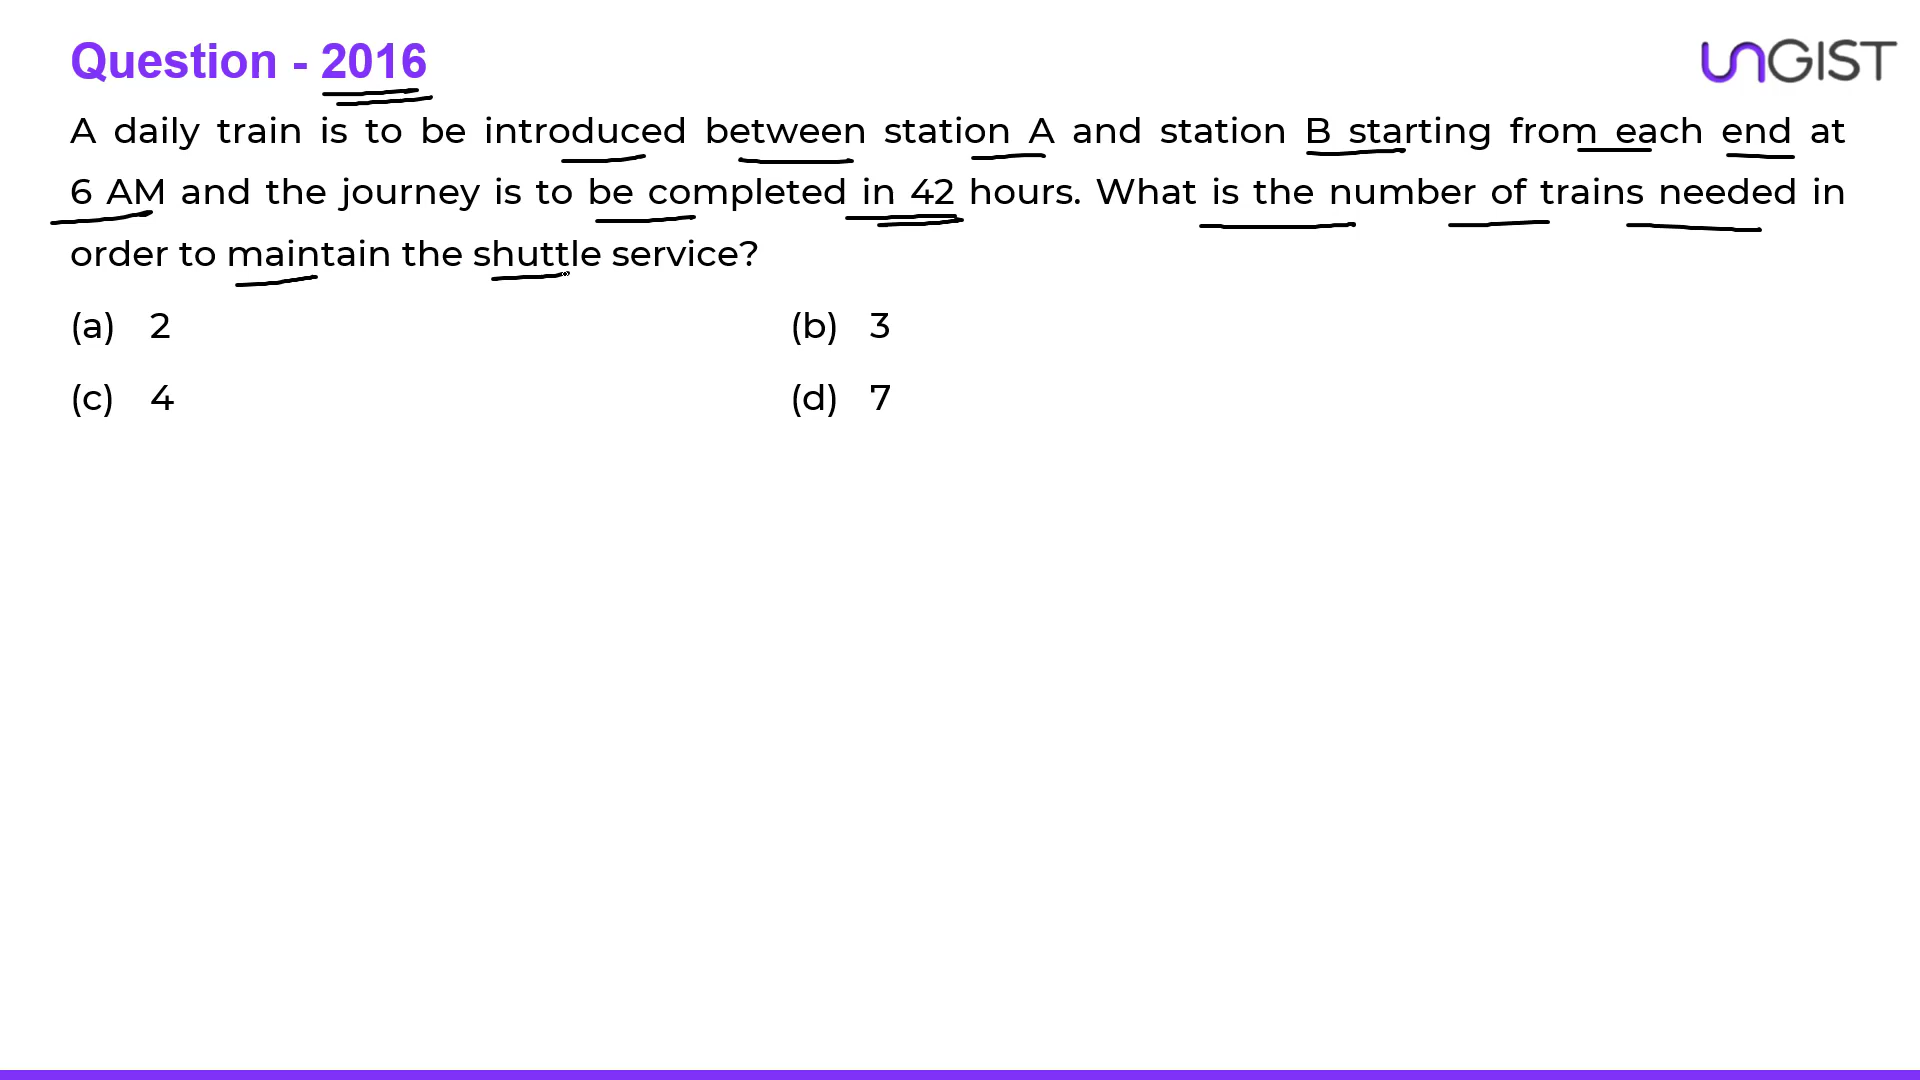 Question - 2016
UNGIST
A daily train is to be introduced between station A and station B starting from each end at
6 AM and the journey is to be completed in 42 hours. What is the number of trains needed in
order to maintain the shuttle service?
(a) 2 (b) 3
(c) 4 (d) 7